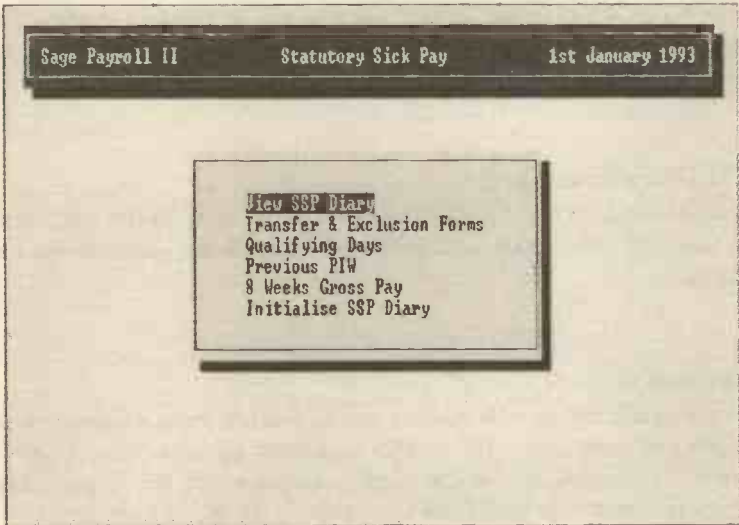 Sage Payroll II Statutory Sick Pay 1st January 1993
View SSP Diary
Transfer & Exclusion Forms
Qualifying Days
Previous PIW
8 Weeks Gross Pay
Initialise SSP Diary